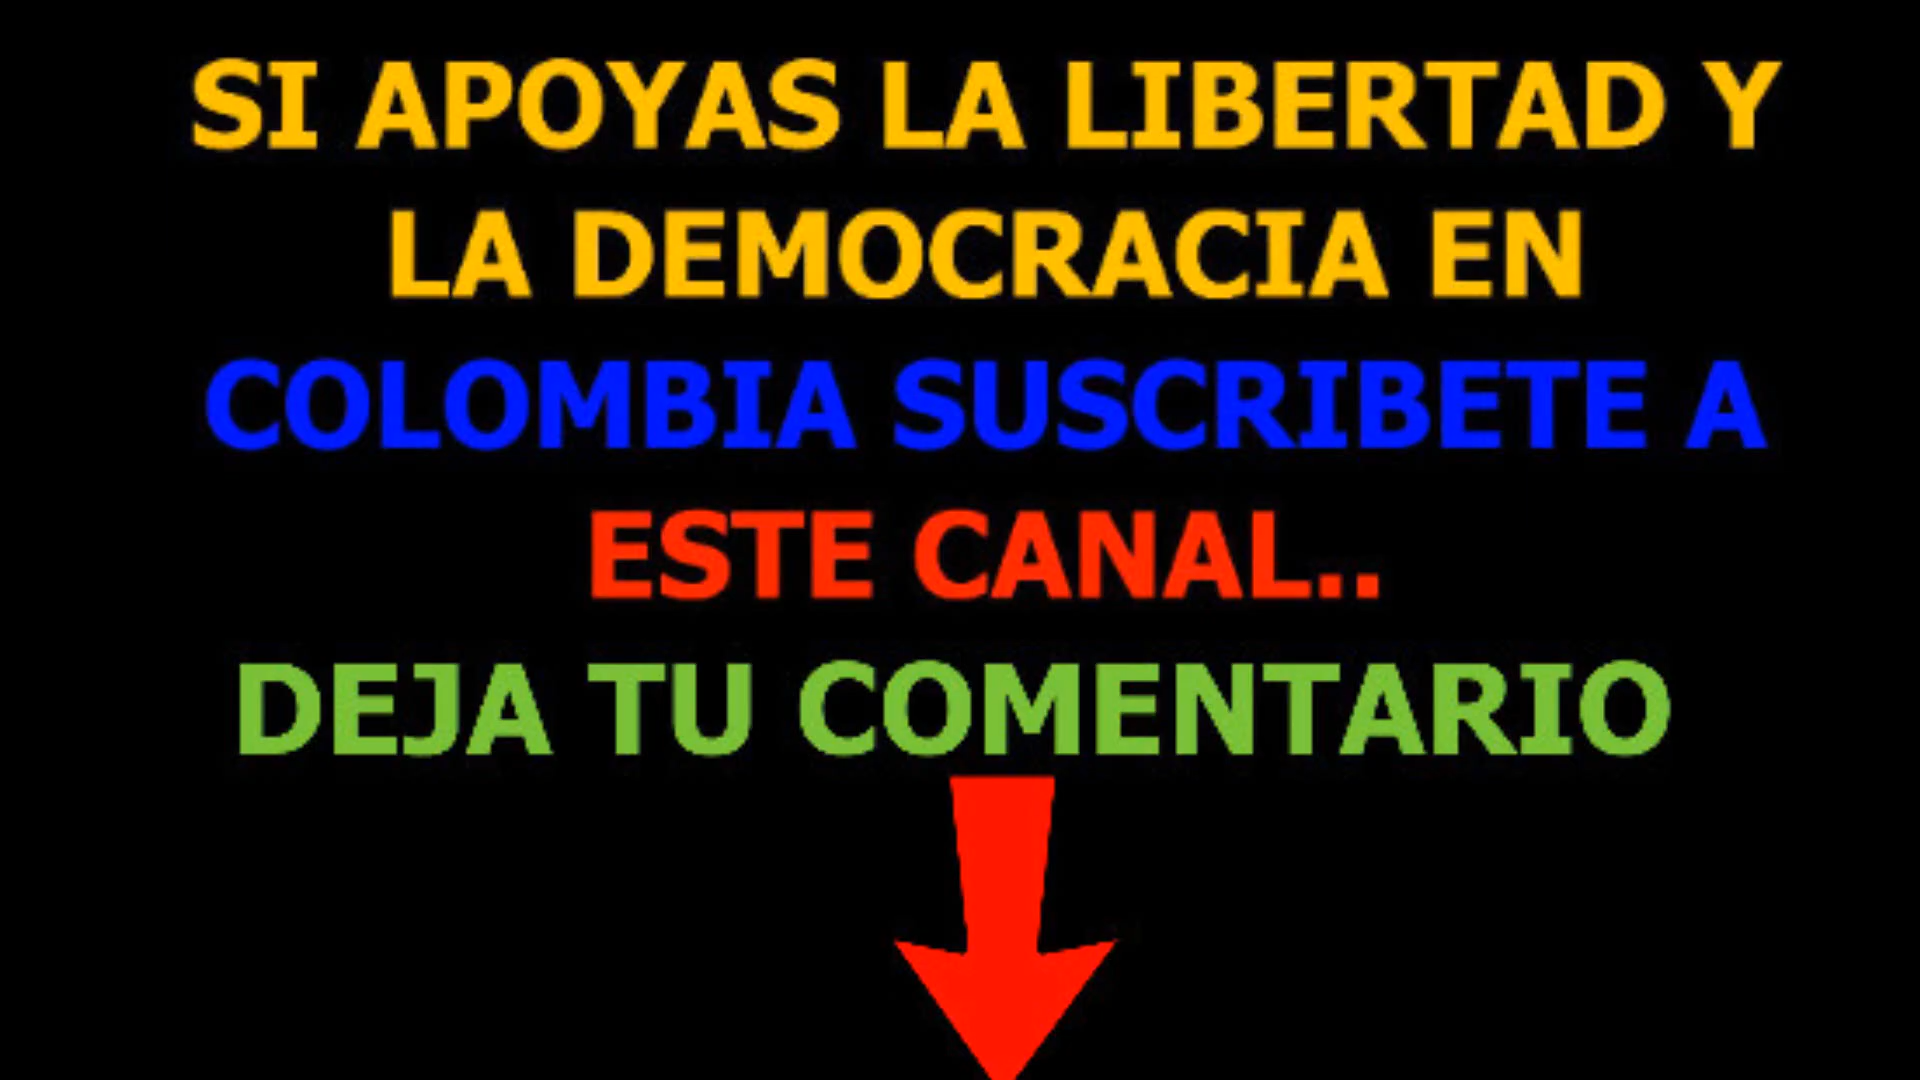 SI APOYAS LA LIBERTAD Y
LA DEMOCRACIA EN
COLOMBIA SUSCRIBETE A
ESTE CANAL..
DEJA TU COMENTARIO